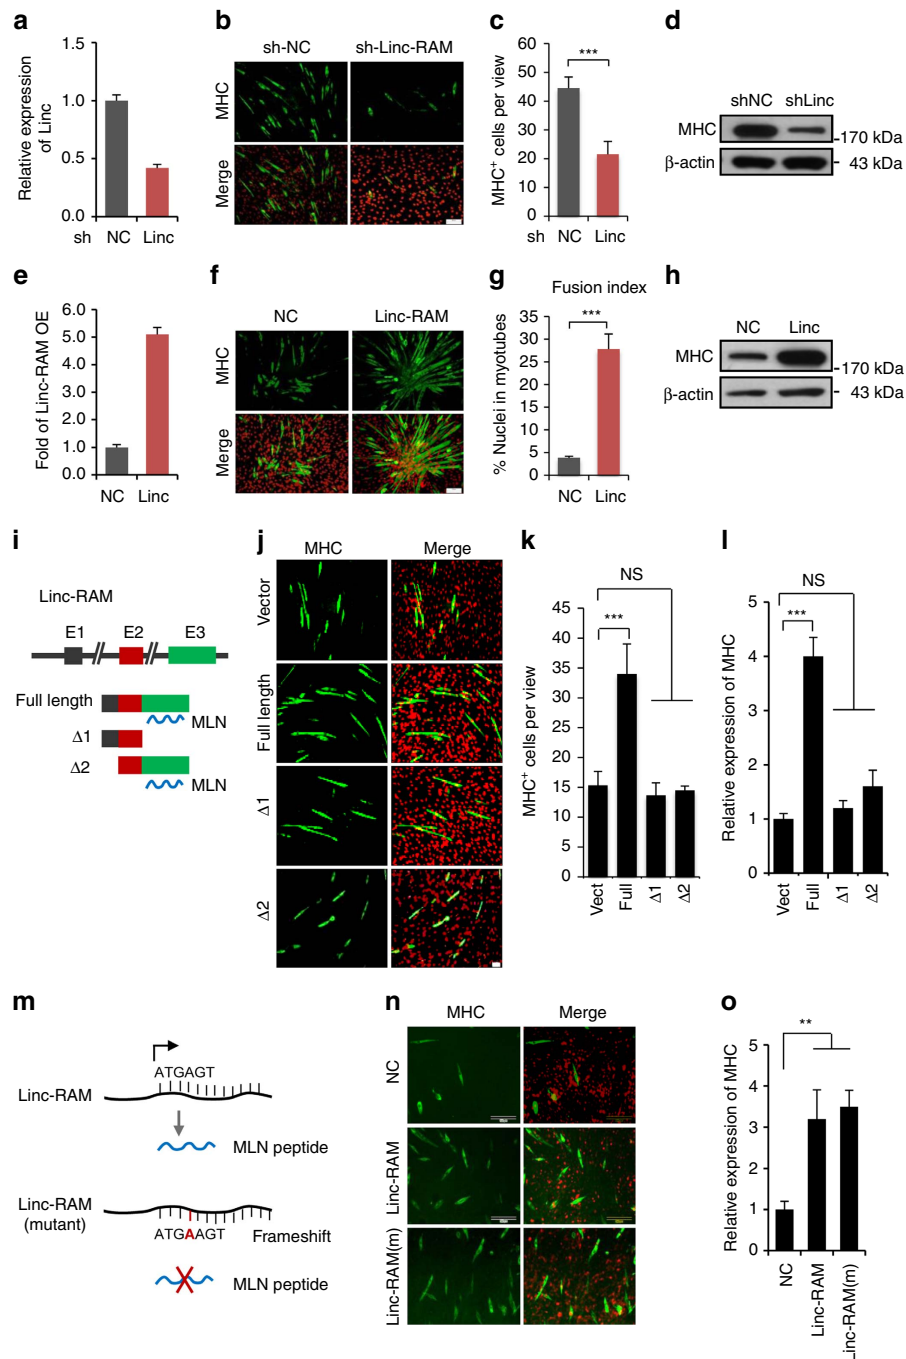 a
Relative expression
of Linc
1.5
1.0
0.5
0.0
sh NC Linc
b
sh-NC sh-Linc-RAM
MHC
Merge
c
MHC+ cells per view
60
50
40
30
20
10
0
***
sh NC Linc
d
shNC shLinc
MHC
-170 kDa
β-actin
- 43 kDa
e
Fold of Linc-RAM OE
6.0
5.0
4.0
3.0
2.0
1.0
0.0
NC Linc
f
NC Linc-RAM
MHC
Merge
g
Fusion index
% Nuclei in myotubes
35
30
25
20
15
10
5
0
***
NC Linc
h
NC Linc
MHC
-170 kDa
β-actin
- 43 kDa
i
Linc-RAM
E1 E2 E3
Full length
MLN
Δ1
Δ2
MLN
j
MHC Merge
Vector
Full length
Δ1
Δ2
k
MHC+ cells per view
45
40
35
30
25
20
15
10
5
0
NS
***
Vect Full Δ1 Δ2
l
Relative expression of MHC
5
4
3
2
1
0
NS
***
Vect Full Δ1 Δ2
m
ATGAGT
Linc-RAM
MLN peptide
Linc-RAM
(mutant)
ATGAAGT Frameshift
MLN peptide
n
MHC Merge
NC
Linc-RAM
Linc-RAM(m)
o
Relative expression of MHC
5
4
3
2
1
0
**
NC Linc-RAM Linc-RAM(m)